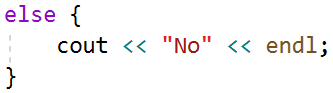 else {
    cout << "No" << endl;
}